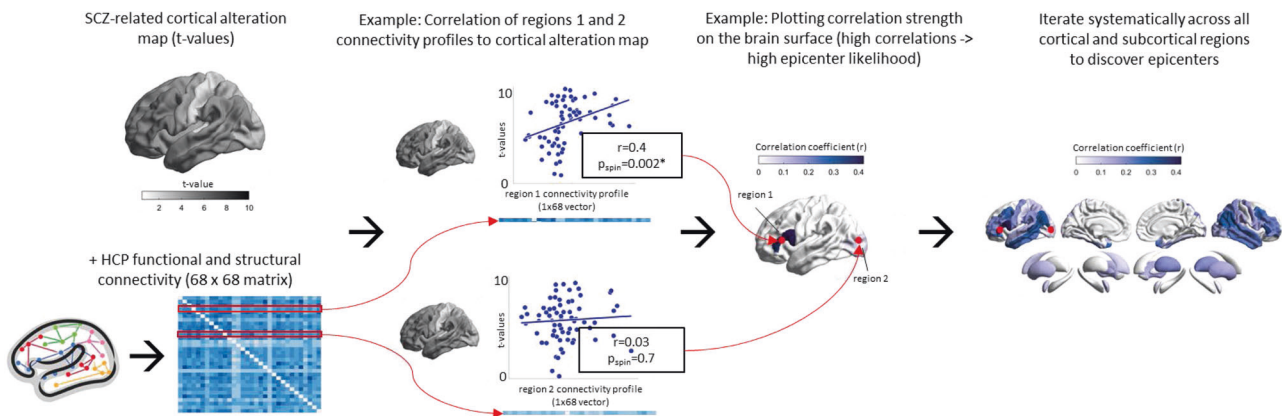 SCZ-related cortical alteration
map (t-values)
t-value
2 4 6 8 10
+ HCP functional and structural
connectivity (68 x 68 matrix)
Example: Correlation of regions 1 and 2
connectivity profiles to cortical alteration map
10
t-values
0
r=0.4
p_spin=0.002*
region 1 connectivity profile
(1x68 vector)
10
t-values
0
r=0.03
p_spin=0.7
region 2 connectivity profile
(1x68 vector)
Example: Plotting correlation strength
on the brain surface (high correlations ->
high epicenter likelihood)
Correlation coefficient (r)
0 0.1 0.2 0.3 0.4
region 1
region 2
Iterate systematically across all
cortical and subcortical regions
to discover epicenters
Correlation coefficient (r)
0 0.1 0.2 0.3 0.4